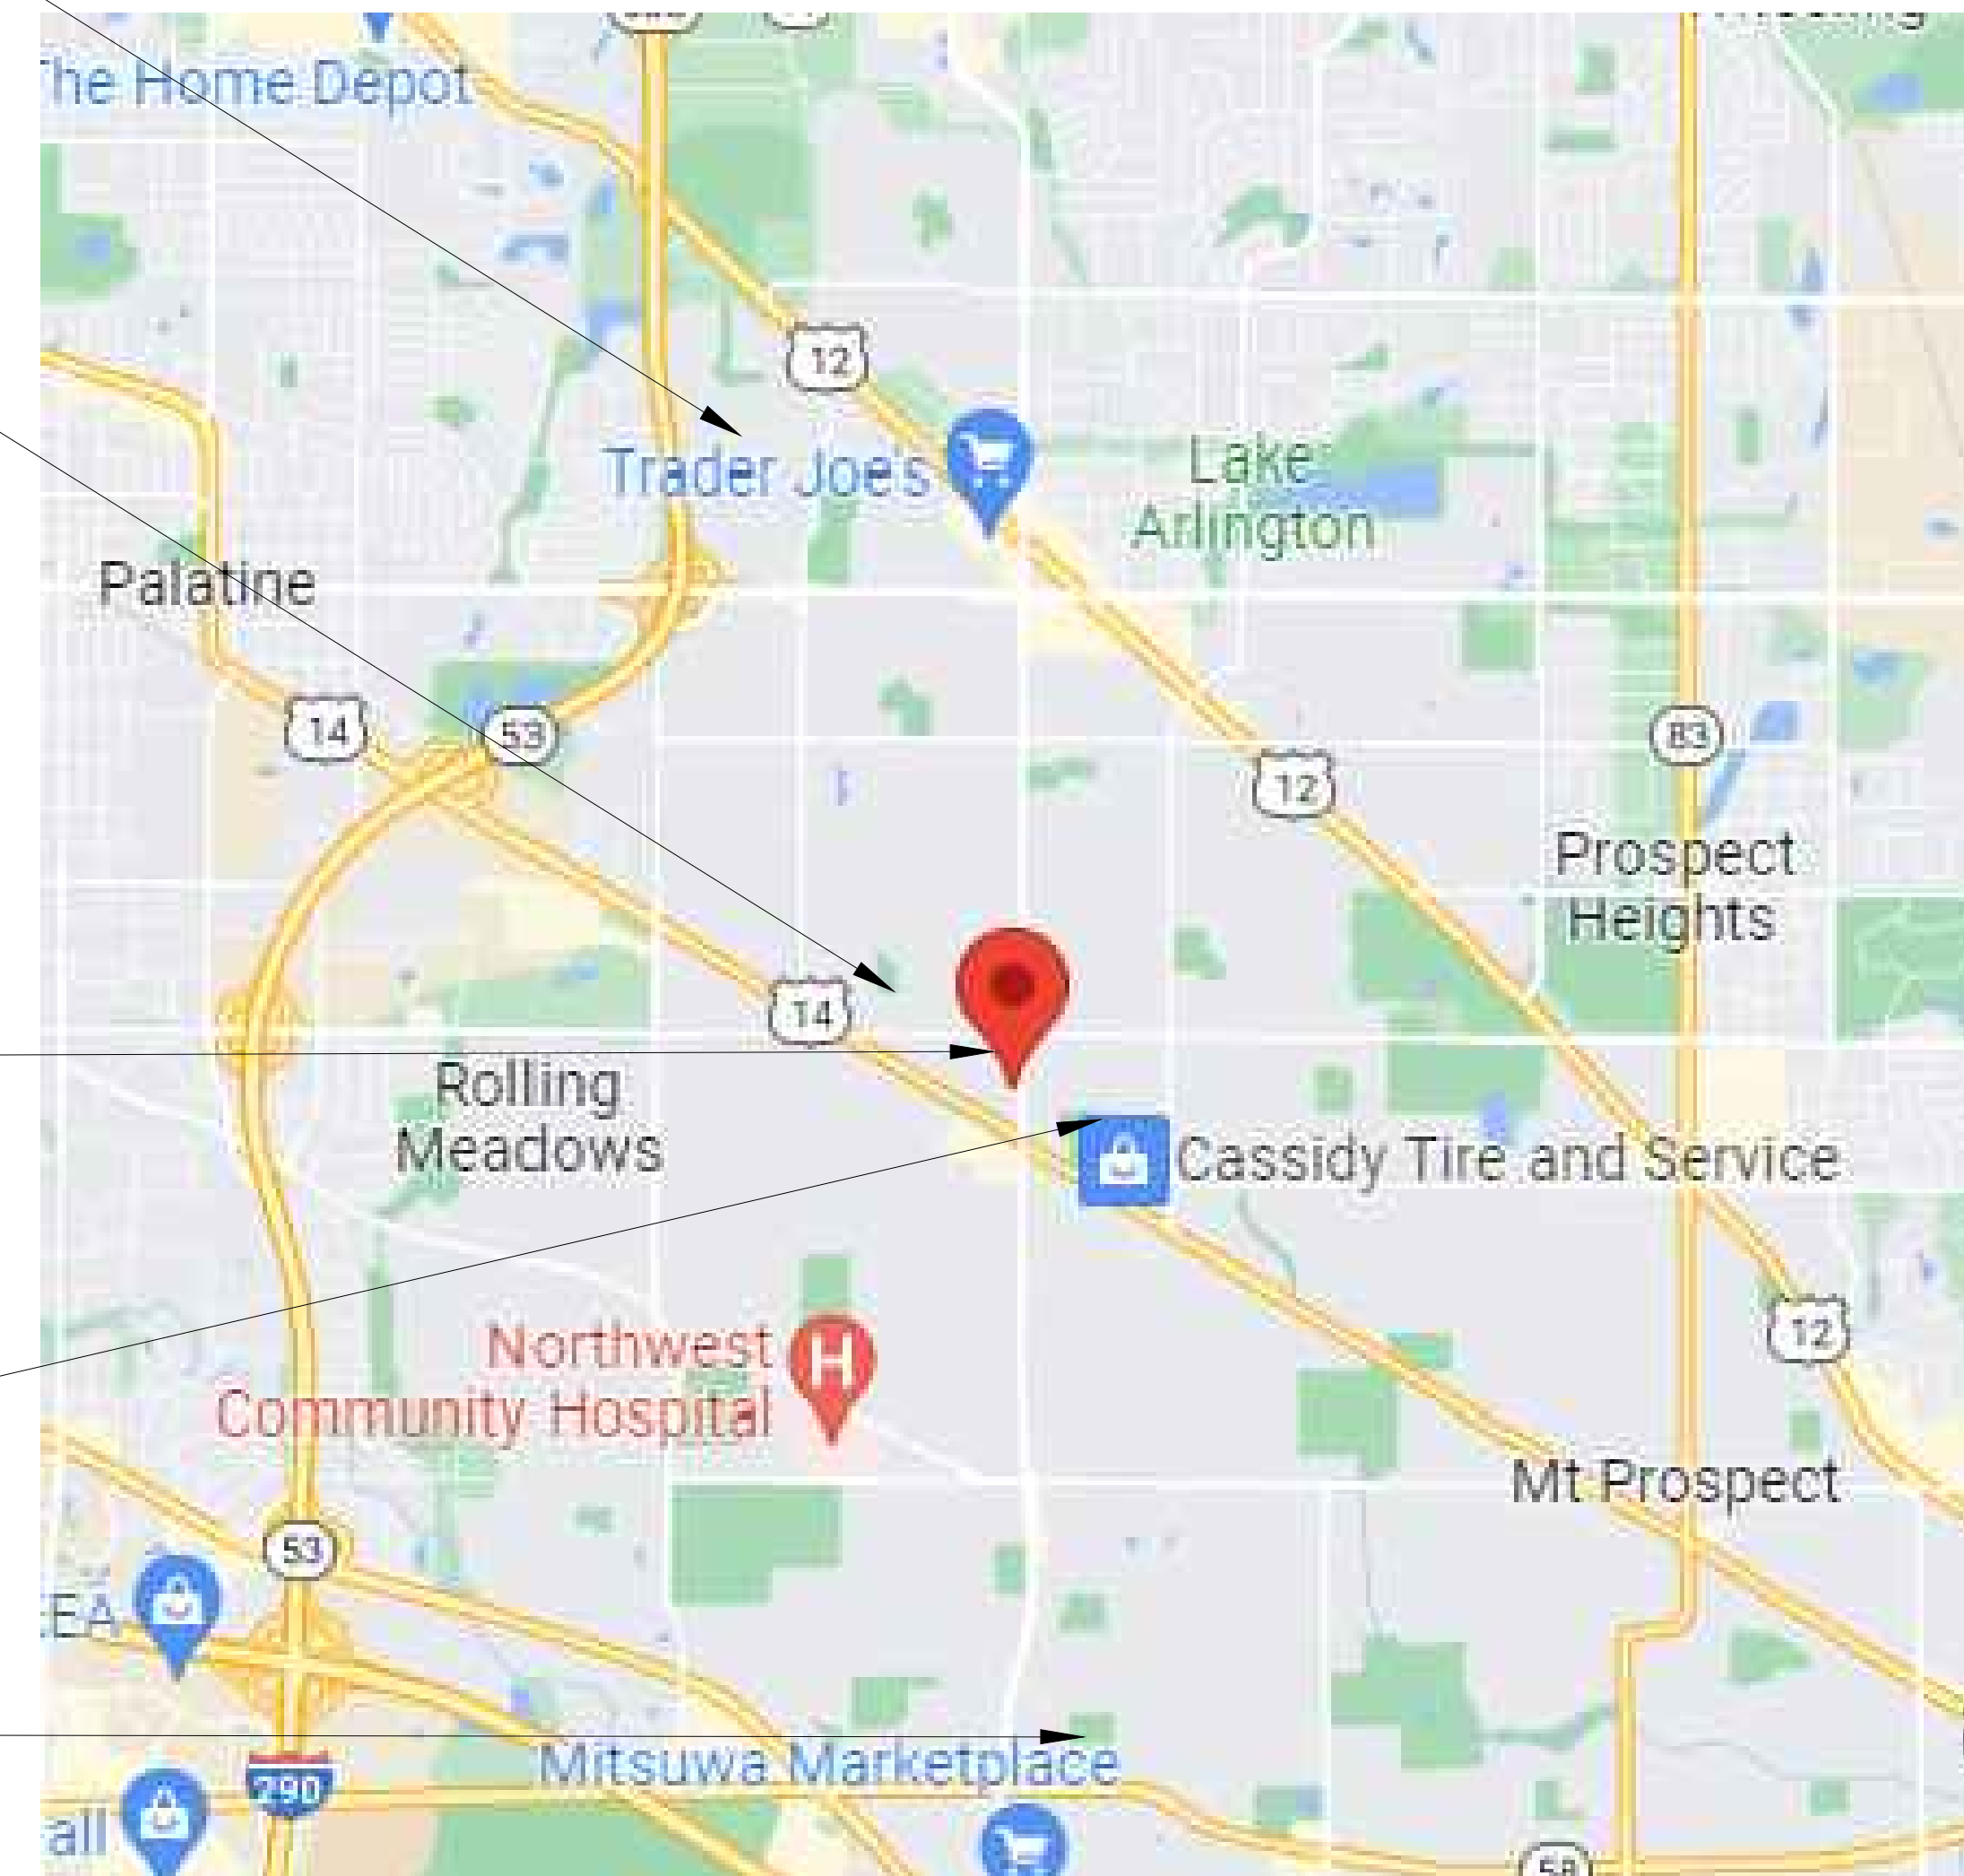 The Home Depot
12
Trader Joe's
Lake
Arlington
Palatine
14
53
83
12
Prospect
Heights
14
Rolling
Meadows
Cassidy Tire and Service
Northwest
Community Hospital
H
12
Mt Prospect
53
EA
290
Mitsuwa Marketplace
all
58